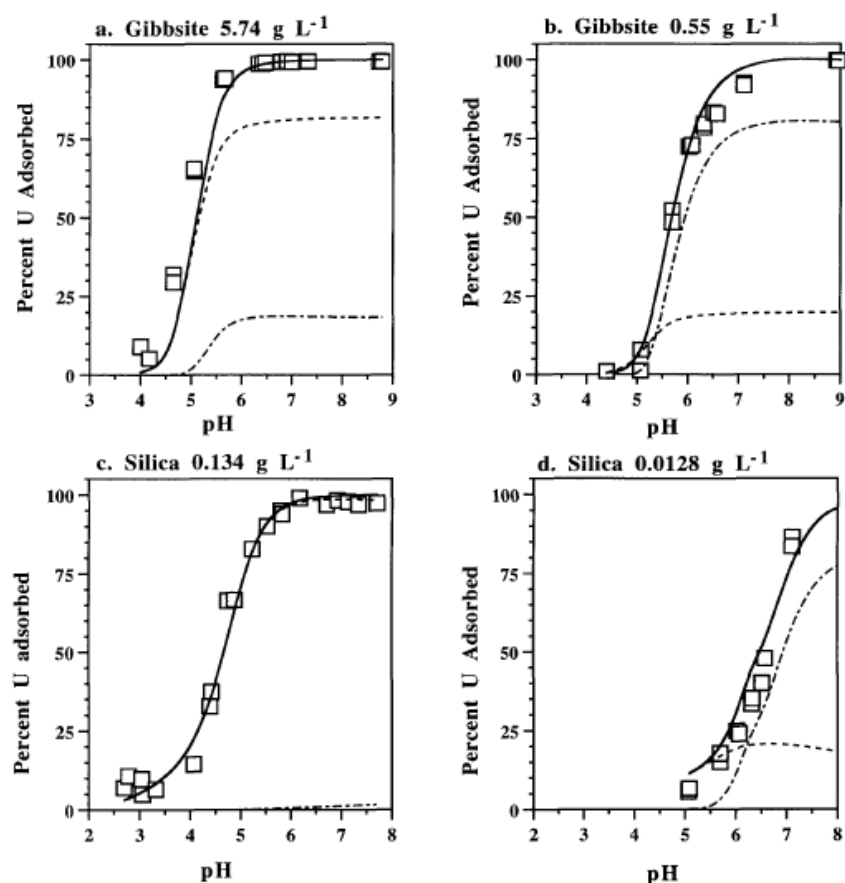 a. Gibbsite 5.74 g L-1
100
75
50
25
0
Percent U Adsorbed
3 4 5 6 7 8 9
pH
b. Gibbsite 0.55 g L-1
100
75
50
25
0
Percent U Adsorbed
3 4 5 6 7 8 9
pH
c. Silica 0.134 g L-1
100
75
50
25
0
Percent U adsorbed
2 3 4 5 6 7 8
pH
d. Silica 0.0128 g L-1
100
75
50
25
0
Percent U Adsorbed
2 3 4 5 6 7 8
pH